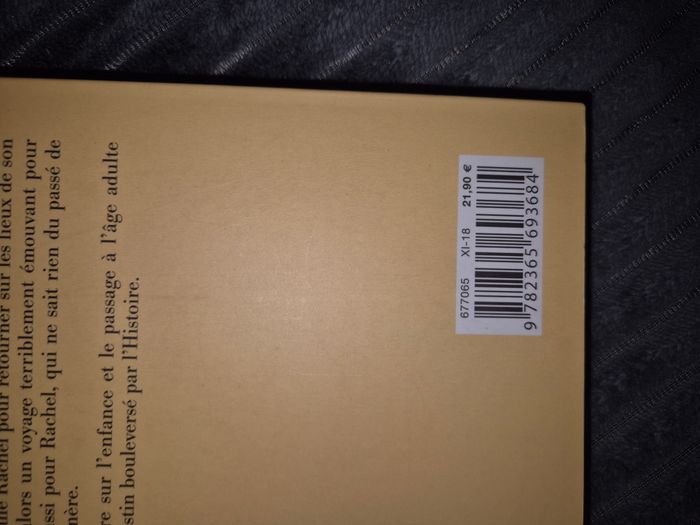 Rachel pour retourner sur les lieux de son
alors un voyage terriblement émouvant pour
ssi pour Rachel, qui ne sait rien du passé de
mère.
re sur l'enfance et le passage à l'âge adulte
stin bouleversé par l'Histoire.
677065 XI-18 21,90 €
9 782365 693684